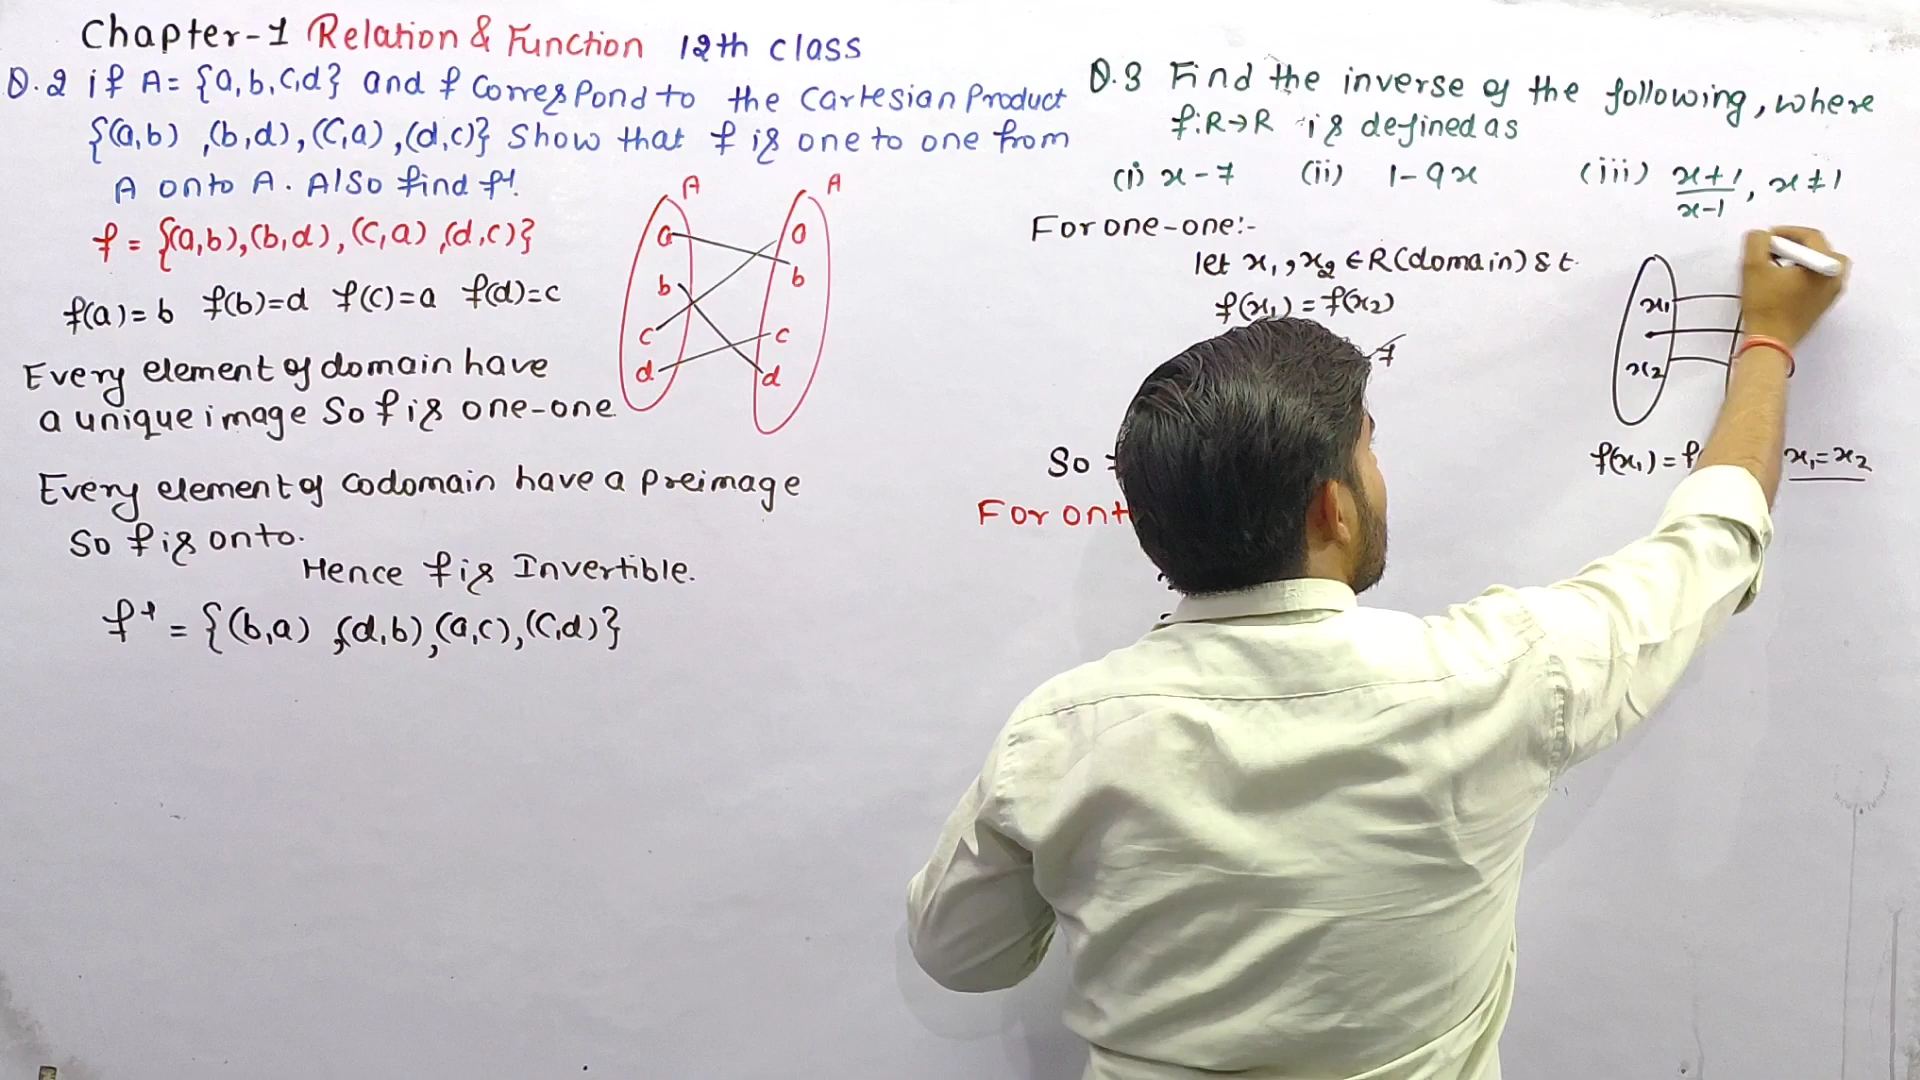 Chapter-1 Relation & Function 12th class
Q.2 if A= {a,b,c,d} and f Correspond to the Cartesian Product
{(a,b) ,(b,d),(c,a),(d,c)} Show that f is one to one from
A onto A. Also find f⁻¹.
f = {(a,b),(b,d),(c,a),(d,c)}
f(a)=b f(b)=d f(c)=a f(d)=c
A A
a a
b b
c c
d d
Every element of domain have
a unique image So f is one-one
Every element of codomain have a Preimage
So f is onto.
Hence f is Invertible.
f⁻¹ = {(b,a) ,(d,b),(a,c),(c,d)}
Q.3 Find the inverse of the following, where
f:R→R is defined as
(i) x-7 (ii) 1-9x (iii) x+1/x-1, x≠1
For one-one:-
let x₁,x₂ ∈R(domain) s t.
f(x₁) = f(x₂)
7
So f
For ont
x₁
x₂
f(x₁) = f( x₁=x₂